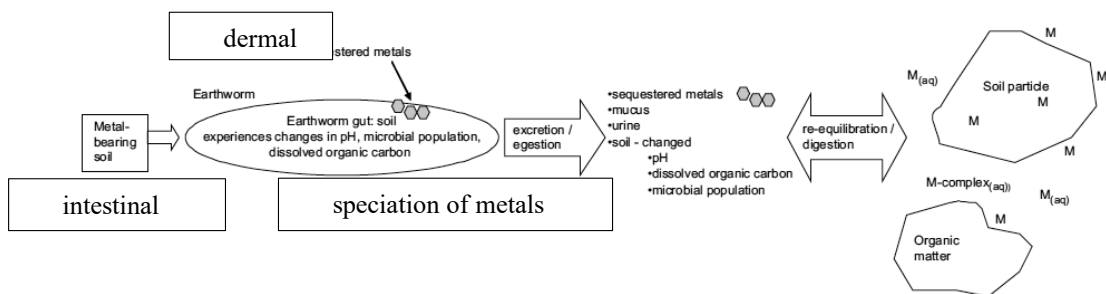 dermal
stered metals
Earthworm
Metal-
bearing
soil
Earthworm gut: soil
experiences changes in pH, microbial population,
dissolved organic carbon
intestinal
speciation of metals
excretion /
egestion
•sequestered metals
•mucus
•urine
•soil - changed
•pH
•dissolved organic carbon
•microbial population
re-equilibration /
digestion
M
M(aq)
M
Soil particle
M
M
M
M-complex(aq))
M(aq)
M
Organic
matter